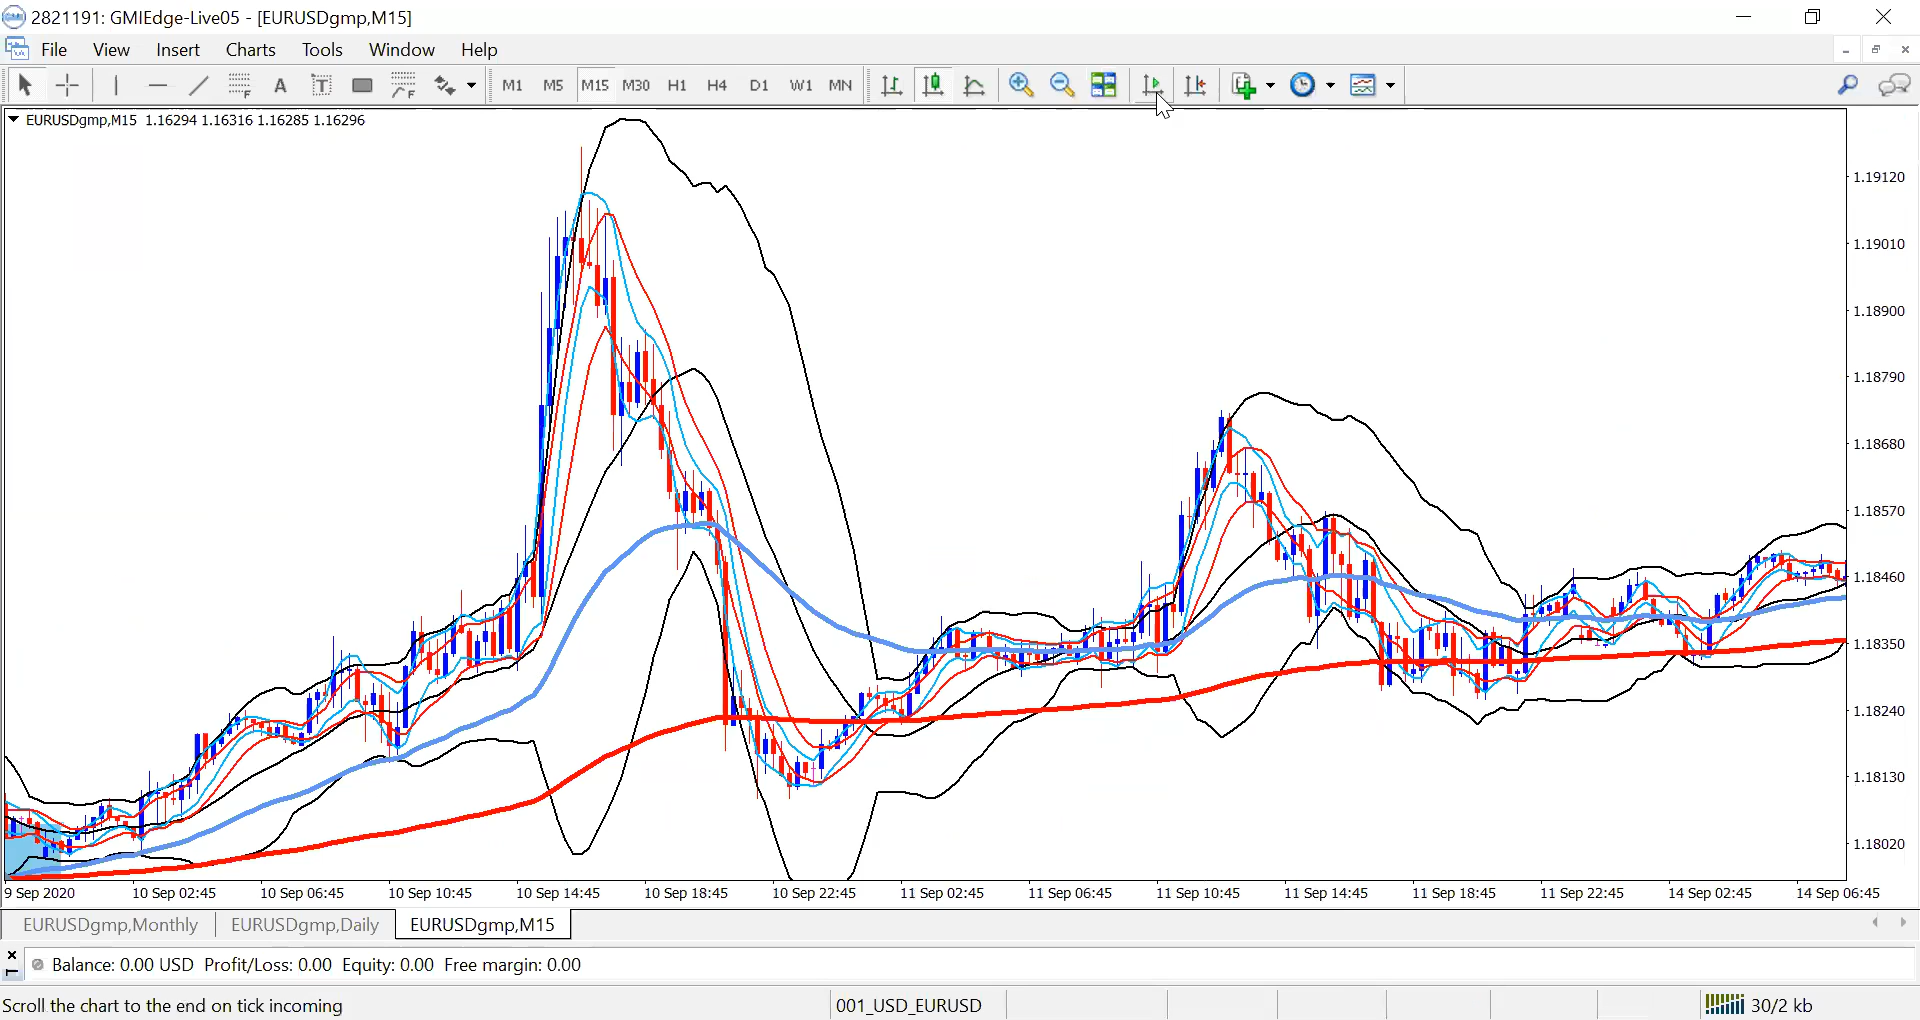 2821191: GMIEdge-Live05 - [EURUSDgmp,M15]
File View Insert Charts Tools Window Help
M1 M5 M15 M30 H1 H4 D1 W1 MN
EURUSDgmp,M15 1.16294 1.16316 1.16285 1.16296
1.19120
1.19010
1.18900
1.18790
1.18680
1.18570
1.18460
1.18350
1.18240
1.18130
1.18020
9 Sep 2020 10 Sep 02:45 10 Sep 06:45 10 Sep 10:45 10 Sep 14:45 10 Sep 18:45 10 Sep 22:45 11 Sep 02:45 11 Sep 06:45 11 Sep 10:45 11 Sep 14:45 11 Sep 18:45 11 Sep 22:45 14 Sep 02:45 14 Sep 06:45
EURUSDgmp,Monthly EURUSDgmp,Daily EURUSDgmp,M15
Balance: 0.00 USD Profit/Loss: 0.00 Equity: 0.00 Free margin: 0.00
Scroll the chart to the end on tick incoming 001_USD_EURUSD 30/2 kb